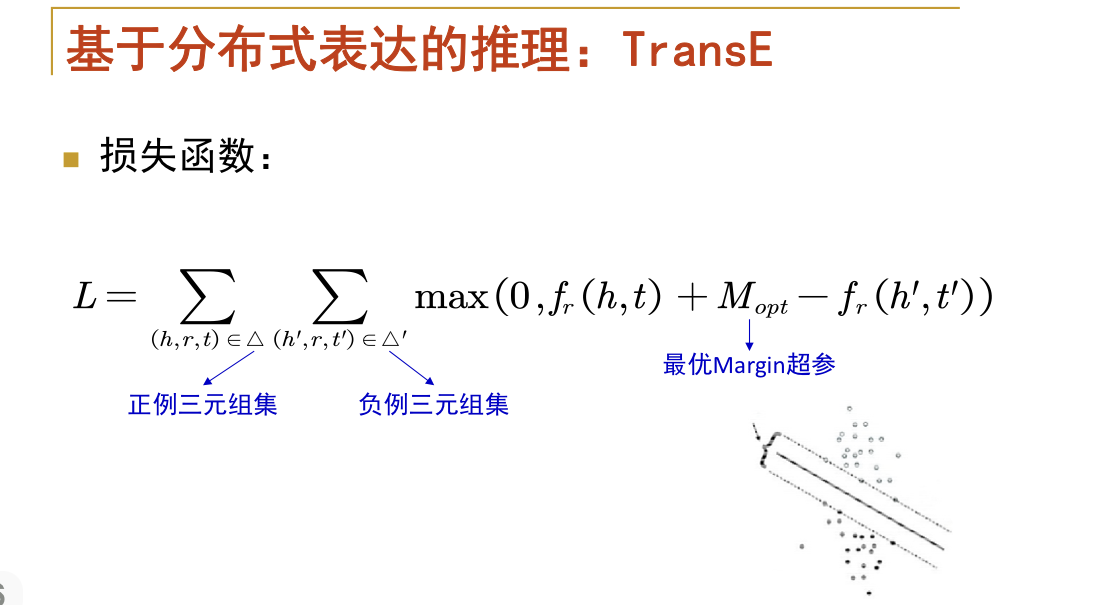 基于分布式表达的推理：TransE
损失函数：
L = ∑ ∑ max(0, f_r(h,t) + M_opt − f_r(h′,t′))
(h,r,t)∈△ (h′,r,t′)∈△′
最优Margin超参
正例三元组集 负例三元组集